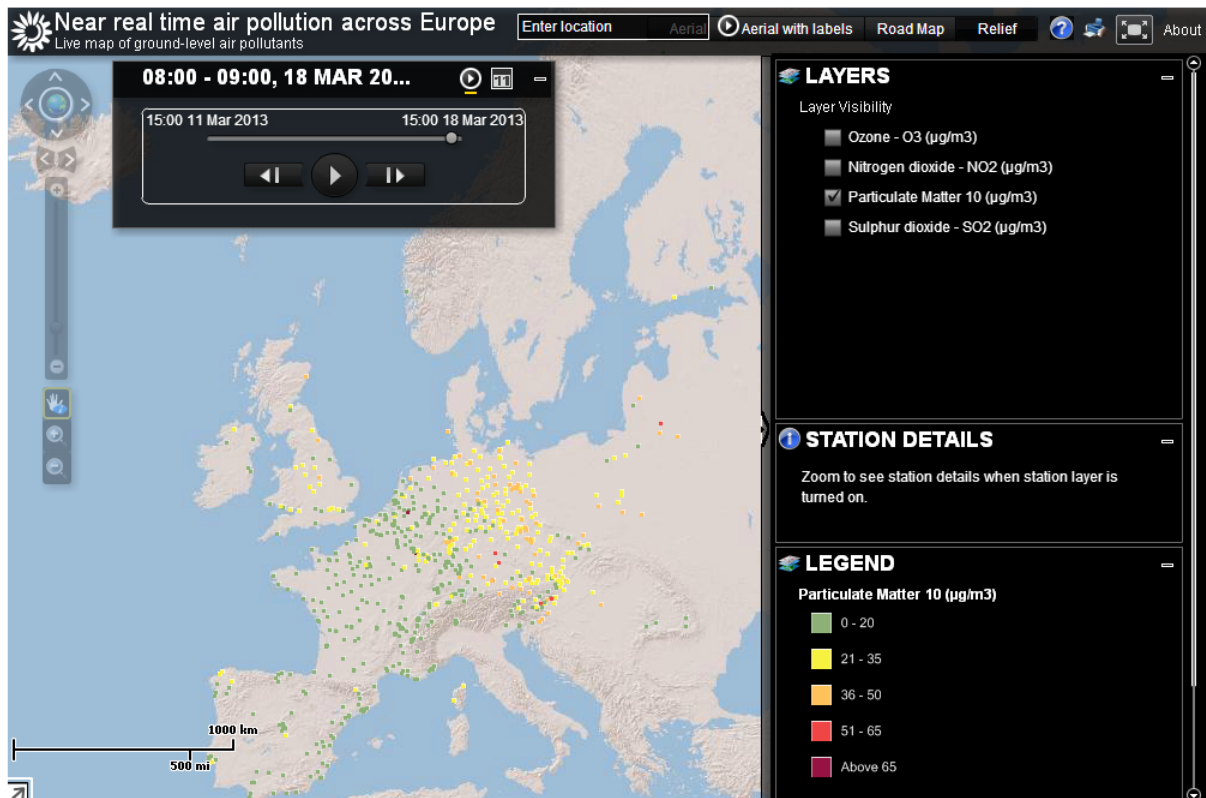 Near real time air pollution across Europe
Live map of ground-level air pollutants
Enter location
Aerial
Aerial with labels
Road Map
Relief
About
08:00 - 09:00, 18 MAR 20...
15:00 11 Mar 2013
15:00 18 Mar 2013
LAYERS
Layer Visibility
Ozone - O3 (µg/m3)
Nitrogen dioxide - NO2 (µg/m3)
Particulate Matter 10 (µg/m3)
Sulphur dioxide - SO2 (µg/m3)
STATION DETAILS
Zoom to see station details when station layer is
turned on.
LEGEND
Particulate Matter 10 (µg/m3)
0 - 20
21 - 35
36 - 50
51 - 65
Above 65
1000 km
500 mi